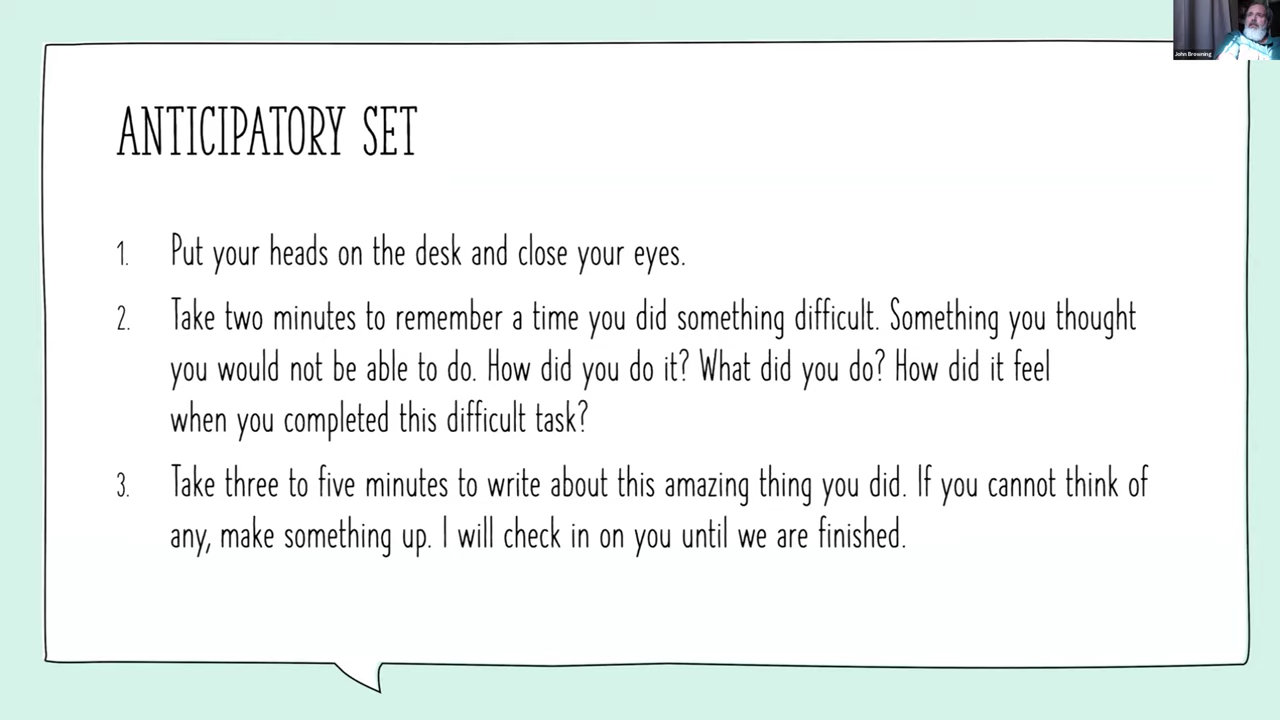 John Browning
ANTICIPATORY SET
1. Put your heads on the desk and close your eyes.
2. Take two minutes to remember a time you did something difficult. Something you thought
you would not be able to do. How did you do it? What did you do? How did it feel
when you completed this difficult task?
3. Take three to five minutes to write about this amazing thing you did. If you cannot think of
any, make something up. I will check in on you until we are finished.